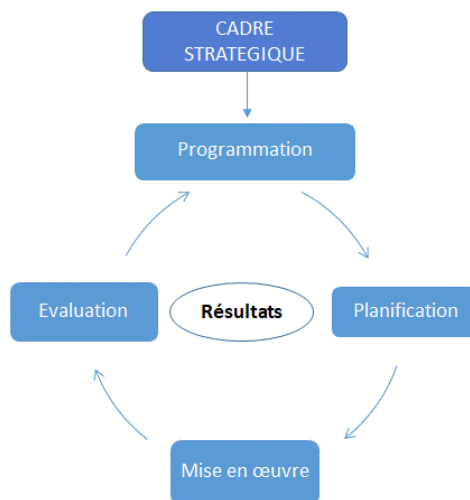 CADRE
STRATEGIQUE
Programmation
Evaluation
Résultats
Planification
Mise en œuvre